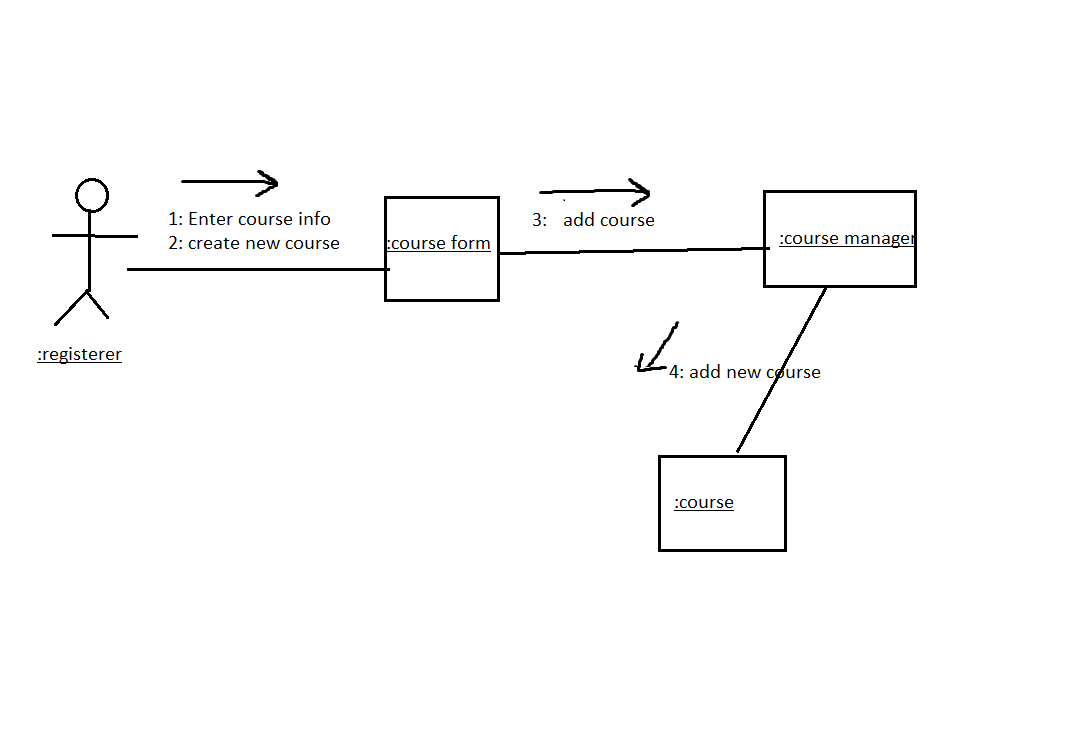 1: Enter course info
2: create new course
:course form
3: add course
:course manager
:registerer
4: add new course
:course